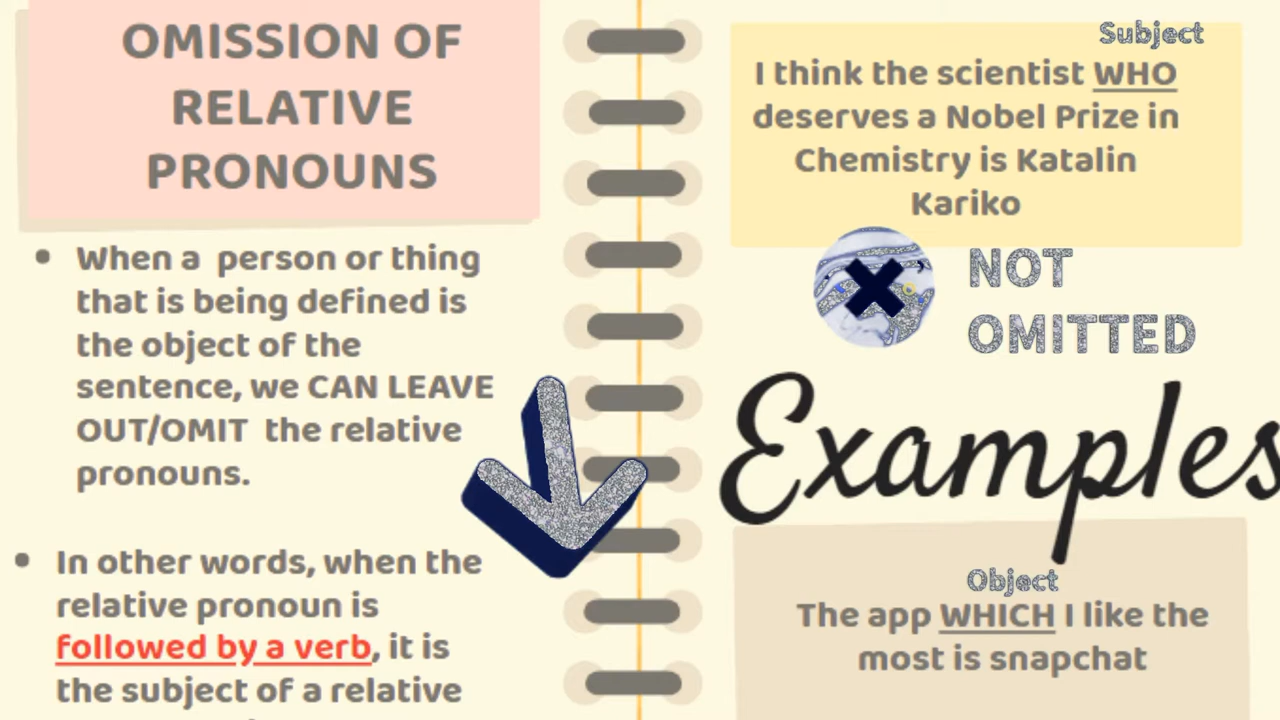 OMISSION OF
RELATIVE
PRONOUNS
When a person or thing
that is being defined is
the object of the
sentence, we CAN LEAVE
OUT/OMIT the relative
pronouns.
In other words, when the
relative pronoun is
followed by a verb, it is
the subject of a relative
Subject
I think the scientist WHO
deserves a Nobel Prize in
Chemistry is Katalin
Kariko
NOT
OMITTED
Examples
Object
The app WHICH I like the
most is snapchat